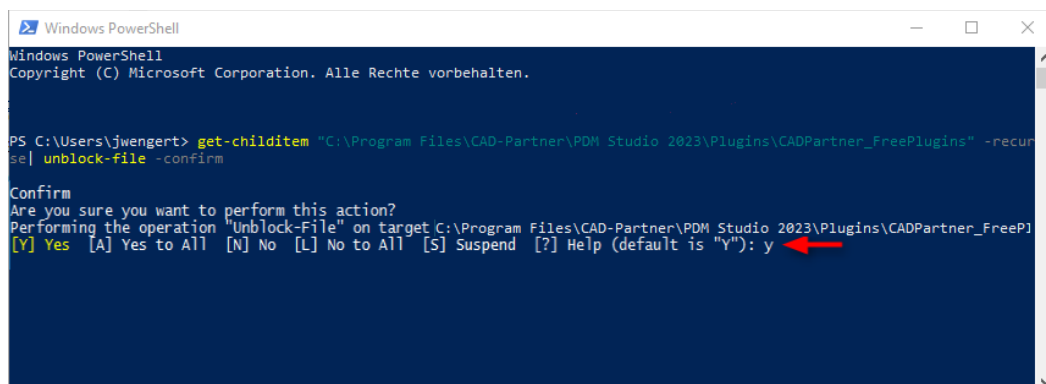 Windows PowerShell
Windows PowerShell
Copyright (C) Microsoft Corporation. Alle Rechte vorbehalten.
PS C:\Users\jwengert> get-childitem "C:\Program Files\CAD-Partner\PDM Studio 2023\Plugins\CADPartner_FreePlugins" -recur
se| unblock-file -confirm
Confirm
Are you sure you want to perform this action?
Performing the operation "Unblock-File" on target C:\Program Files\CAD-Partner\PDM Studio 2023\Plugins\CADPartner_FreePl
[Y] Yes  [A] Yes to All  [N] No  [L] No to All  [S] Suspend  [?] Help (default is "Y"): y